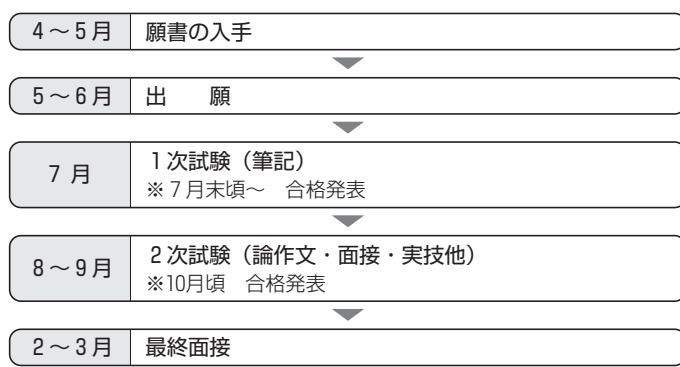 4～5月 願書の入手
5～6月 出　　願
7月 1次試験（筆記）
※7月末頃～　合格発表
8～9月 2次試験（論作文・面接・実技他）
※10月頃　合格発表
2～3月 最終面接